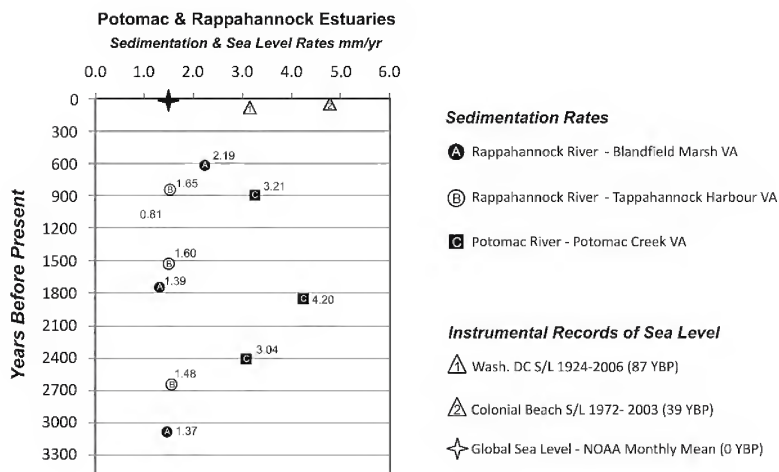 Potomac & Rappahannock Estuaries
Sedimentation & Sea Level Rates mm/yr
0.0 1.0 2.0 3.0 4.0 5.0 6.0
0
1
2
300
600
A 2.19
B 1.65
C 3.21
900
0.81
1200
1500
B 1.60
A 1.39
1800
C 4.20
2100
2400
C 3.04
2700
B 1.48
3000
A 1.37
3300
Years Before Present
Sedimentation Rates
A Rappahannock River - Blandfield Marsh VA
B Rappahannock River - Tappahannock Harbour VA
C Potomac River - Potomac Creek VA
Instrumental Records of Sea Level
1 Wash. DC S/L 1924-2006 (87 YBP)
2 Colonial Beach S/L 1972- 2003 (39 YBP)
Global Sea Level - NOAA Monthly Mean (0 YBP)